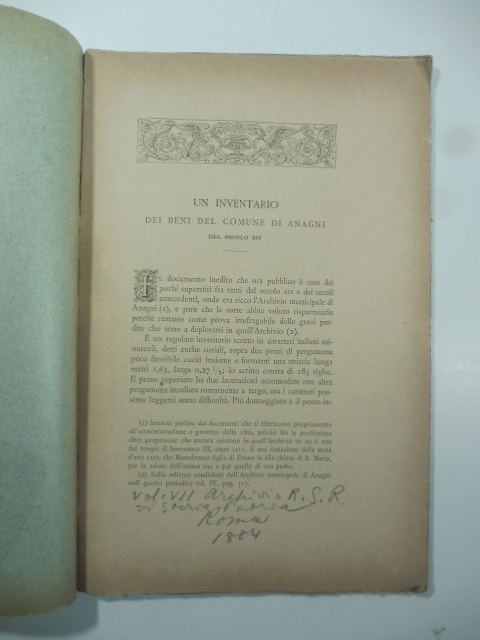 UN INVENTARIO
DEI BENI DEL COMUNE DI ANAGNI
DEL SECOLO XIV
Il documento inedito che ora pubblico è uno dei
pochi superstiti fra tanti del secolo XIV e dei secoli
antecedenti, onde era ricco l'Archivio municipale di
Anagni (1), e pare che la sorte abbia voluto risparmiarlo
perchè restasse come prova irrefragabile delle gravi per-
dite che sono a deplorarsi in quell'Archivio (2).
È un regolare inventario scritto in caratteri italiani mi-
nuscoli, detti anche curiali, sopra due pezzi di pergamena
poco flessibile cuciti insieme e formanti una striscia lunga
metri 1,65, larga 0,27 1/2; lo scritto consta di 185 righe.
Il pezzo superiore ha due lacerazioni accomodate con altra
pergamena incollata rozzamente a tergo, ma i caratteri pos-
sono leggersi senza difficoltà. Più danneggiato è il pezzo in-
(1) Intendo parlare dei documenti che si riferiscono propriamente
all'amministrazione o governo della città, poichè fra le pochissime
altre pergamene che ancora esistono in quell'Archivio ve ne è una
del tempo di Innocenzo III, anno 1211. È una donazione della metà
d'una casa che Bartolomeo figlio di Ettore fa alla chiesa di S. Maria,
per la salute dell'anima sua e per quella di suo padre.
(2) Sulle odierne condizioni dell'Archivio municipale di Anagni
vedi questo periodico vol. IV, pag. 317.
Vol. VII Archivio R. S. R.
di Storia Patria
Roma
1884